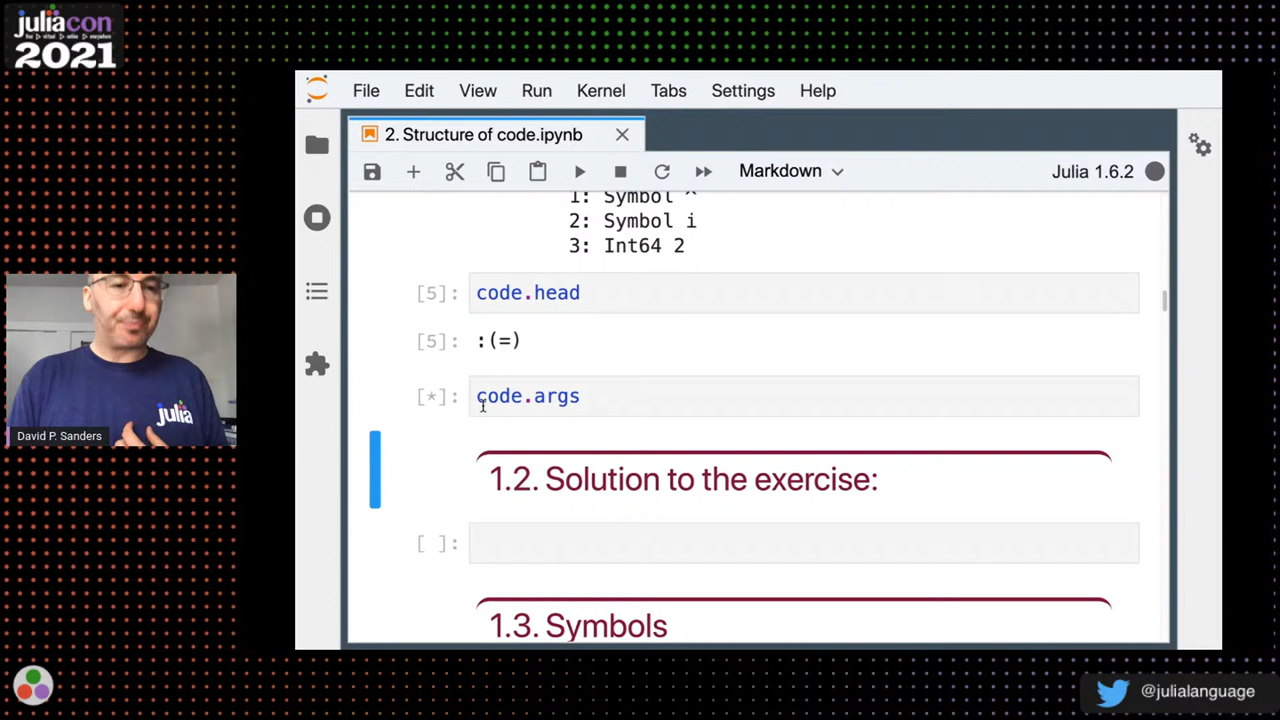 juliacon
2021
File Edit View Run Kernel Tabs Settings Help
2. Structure of code.ipynb
Markdown
Julia 1.6.2
1: Symbol ^
2: Symbol i
3: Int64 2
[5]: code.head
[5]: :(=)
[*]: code.args
1.2. Solution to the exercise:
[ ]:
1.3. Symbols
julia
David P. Sanders
@julialanguage